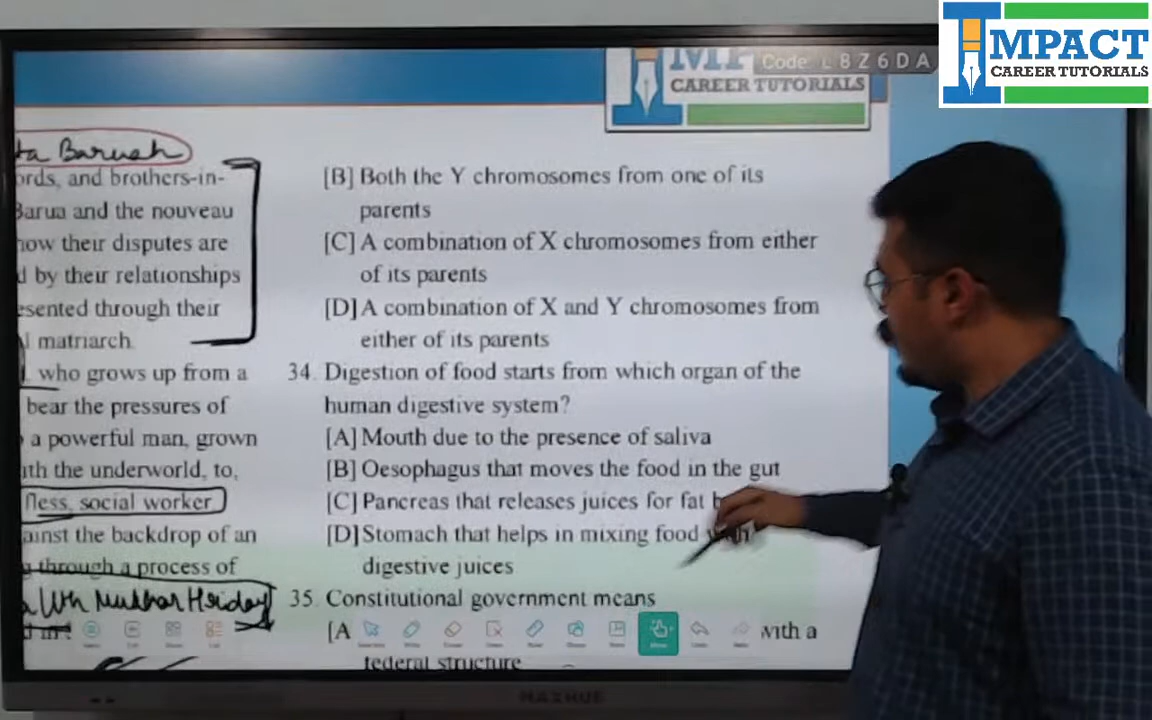 IMPACT
CAREER TUTORIALS
Code: L 8 Z 6 D A
CAREER TUTORIALS
Baruah
ords, and brothers-in-
Barua and the nouveau
how their disputes are
d by their relationships
esented through their
l matriarch
who grows up from a
bear the pressures of
a powerful man, grown
ith the underworld, to,
fless, social worker
ainst the backdrop of an
g through a process of
[B] Both the Y chromosomes from one of its
parents
[C] A combination of X chromosomes from either
of its parents
[D] A combination of X and Y chromosomes from
either of its parents
34. Digestion of food starts from which organ of the
human digestive system?
[A] Mouth due to the presence of saliva
[B] Oesophagus that moves the food in the gut
[C] Pancreas that releases juices for fat b
[D] Stomach that helps in mixing food with
digestive juices
35. Constitutional government means
[A with a
federal structure
MAXHUB